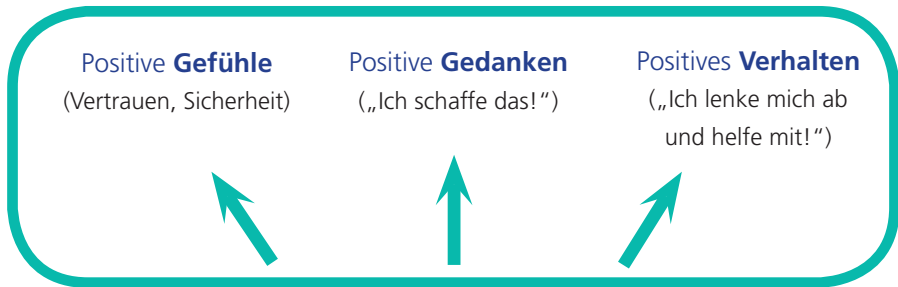 Positive Gefühle
(Vertrauen, Sicherheit)
Positive Gedanken
(„Ich schaffe das!“)
Positives Verhalten
(„Ich lenke mich ab
und helfe mit!“)